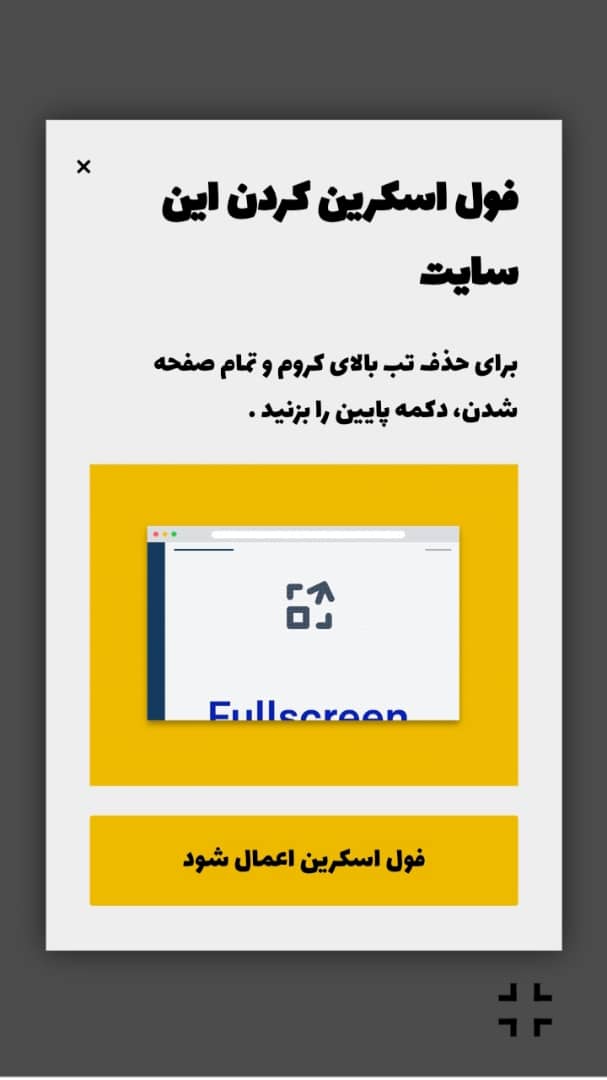 ×
فول اسکرین کردن این
سایت
برای حذف تب بالای کروم و تمام صفحه
شدن، دکمه پایین را بزنید .
Fullscreen
فول اسکرین اعمال شود